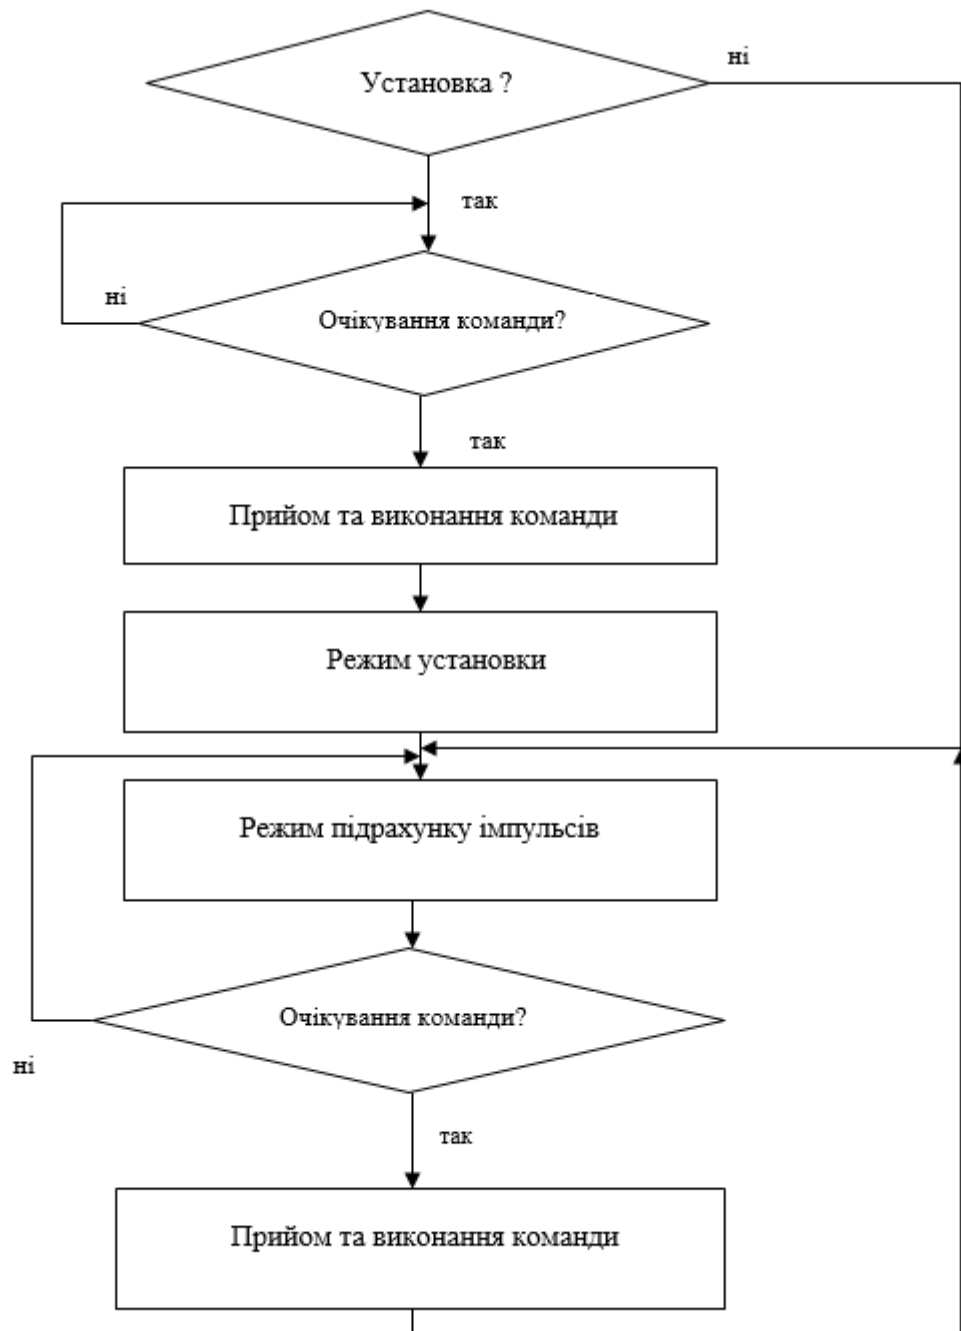 ні
Установка ?
так
ні
Очікування команди?
так
Прийом та виконання команди
Режим установки
Режим підрахунку імпульсів
Очікування команди?
ні
так
Прийом та виконання команди